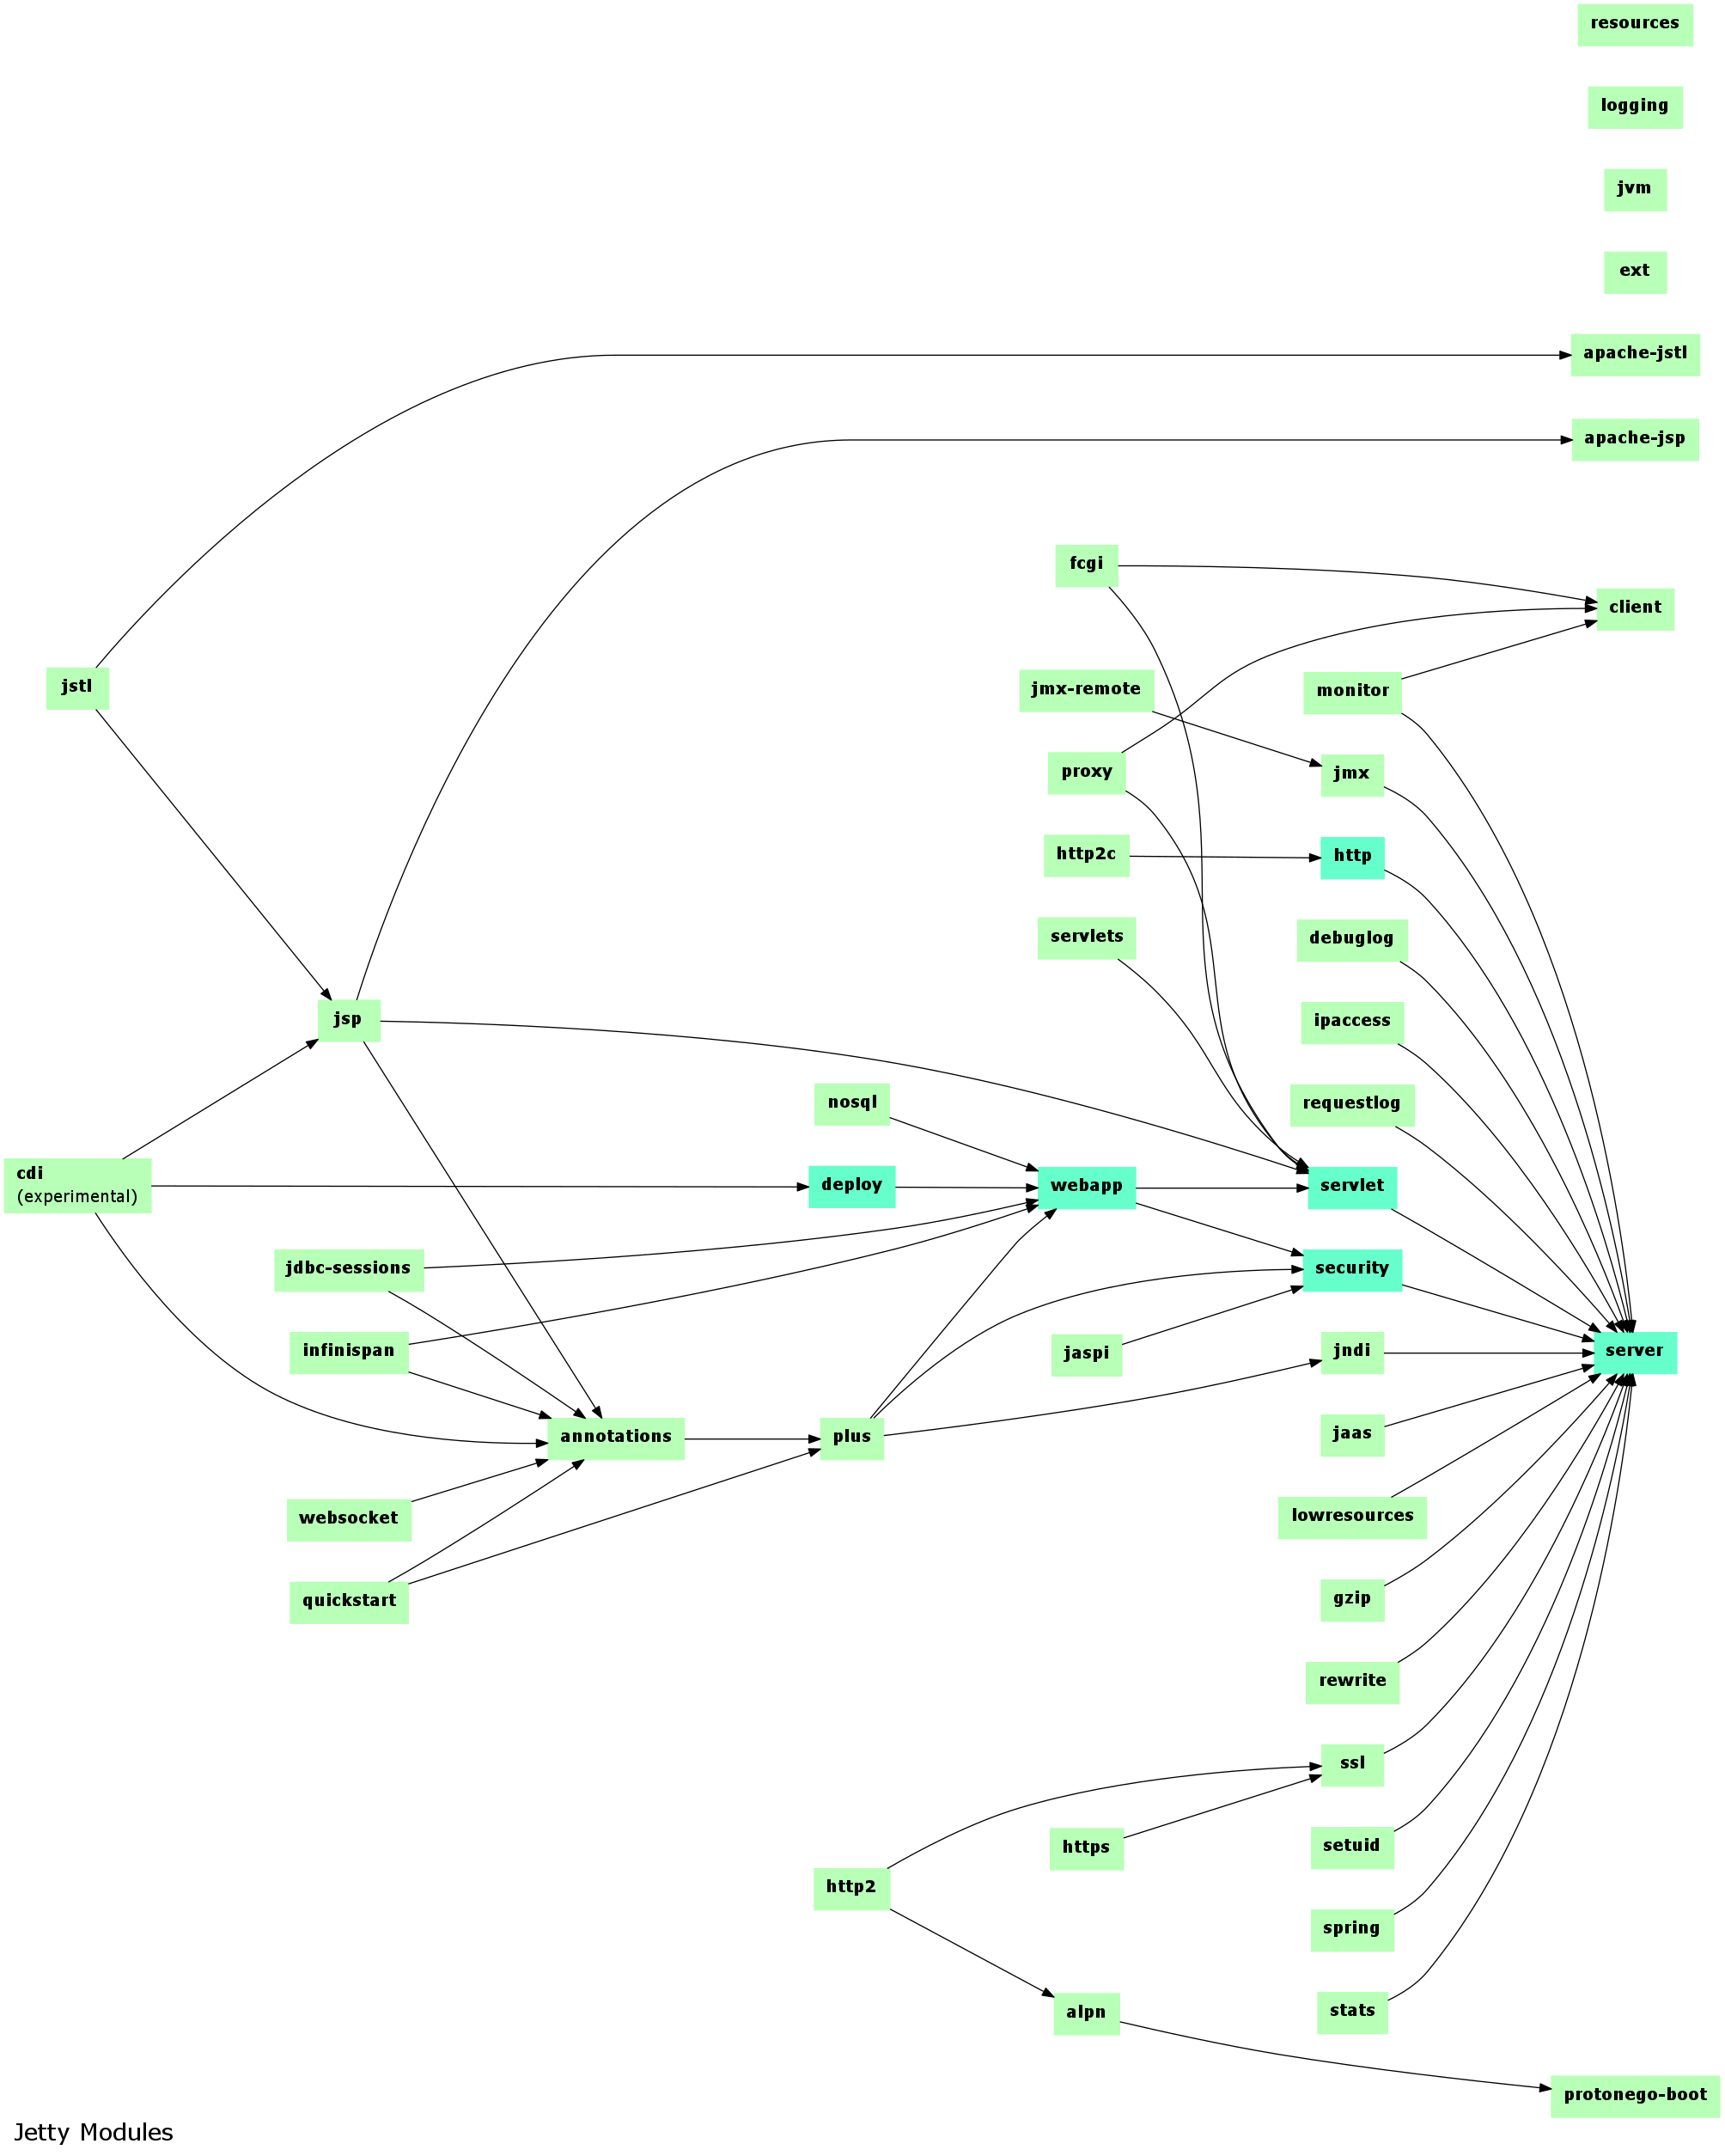 resources
logging
jvm
ext
apache-jstl
apache-jsp
fcgi
client
jstl
jmx-remote
monitor
proxy
jmx
http2c
http
servlets
debuglog
jsp
ipaccess
nosql
requestlog
cdi
(experimental)
deploy
webapp
servlet
jdbc-sessions
security
infinispan
jaspi
jndi
server
annotations
plus
jaas
websocket
lowresources
quickstart
gzip
rewrite
ssl
https
setuid
http2
spring
alpn
stats
protonego-boot
Jetty Modules